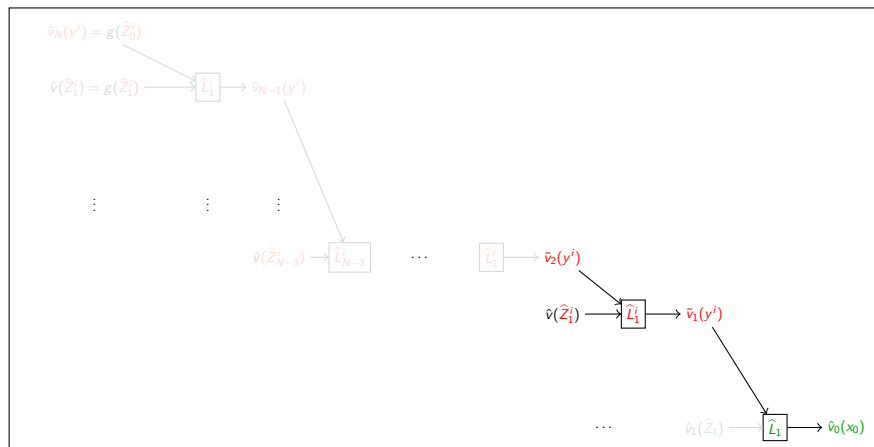 ṽ_N(y^i) = g(Ẑ_0^i)
v̂(Ẑ_1^i) = g(Ẑ_1^i) → L̂_1^i → ṽ_{N−1}(y^i)
⋮ ⋮ ⋮
v̂(Ẑ_{N−3}^i) → L̂_{N−3}^i ⋯ L̂_1^i → ṽ_2(y^i)
v̂(Ẑ_1^i) → L̂_1^i → ṽ_1(y^i)
⋯ v̂_1(Ẑ_1) → L̂_1 → v̂_0(x_0)